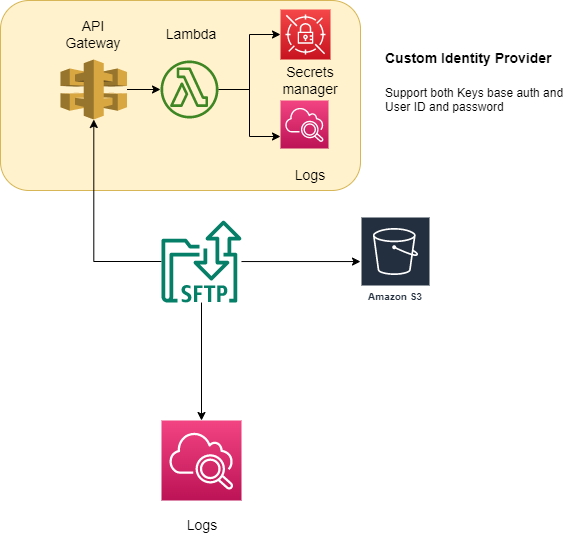 API
Gateway
Lambda
Secrets
manager
Logs
Custom Identity Provider
Support both Keys base auth and
User ID and password
SFTP
Amazon S3
Logs